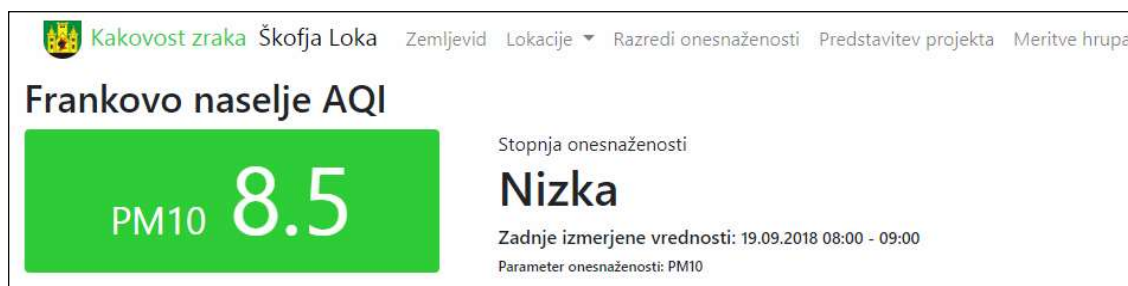 Kakovost zraka Škofja Loka Zemljevid Lokacije Razredi onesnaženosti Predstavitev projekta Meritve hrupa
Frankovo naselje AQI
PM10 8.5
Stopnja onesnaženosti
Nizka
Zadnje izmerjene vrednosti: 19.09.2018 08:00 - 09:00
Parameter onesnaženosti: PM10